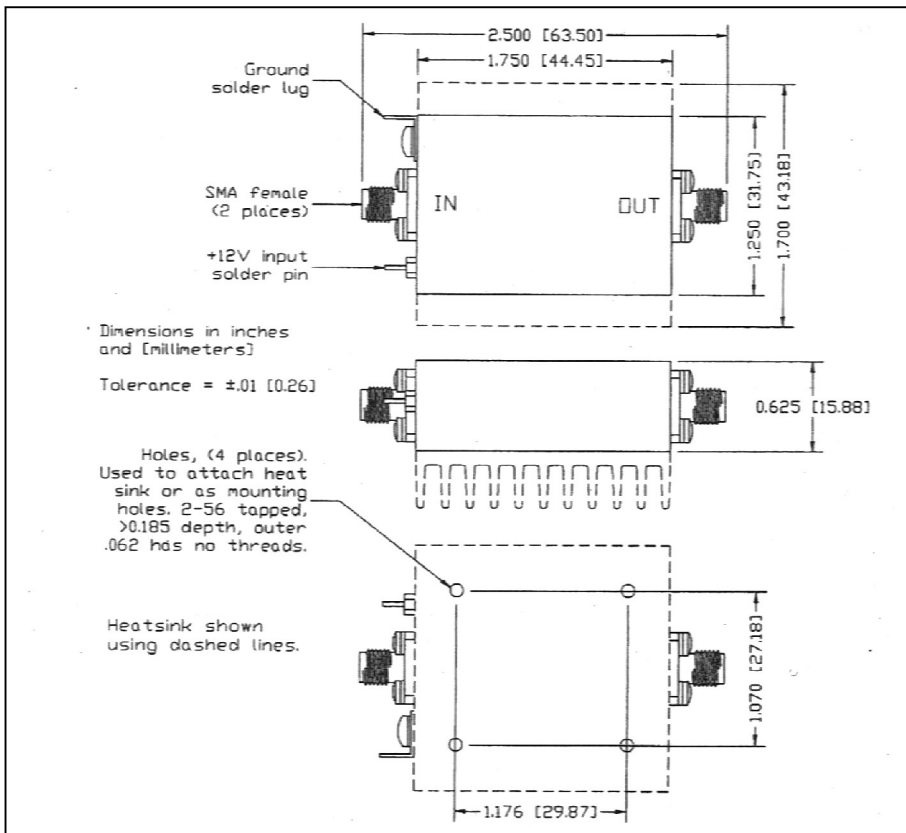 2.500 [63.50]
1.750 [44.45]
Ground
solder lug
SMA female
(2 places)
IN
OUT
+12V input
solder pin
1.250 [31.75]
1.700 [43.18]
Dimensions in inches
and [millimeters]
Tolerance = ±.01 [0.26]
0.625 [15.88]
Holes, (4 places).
Used to attach heat
sink or as mounting
holes. 2-56 tapped,
>0.185 depth, outer
.062 has no threads.
Heatsink shown
using dashed lines.
1.070 [27.18]
1.176 [29.87]